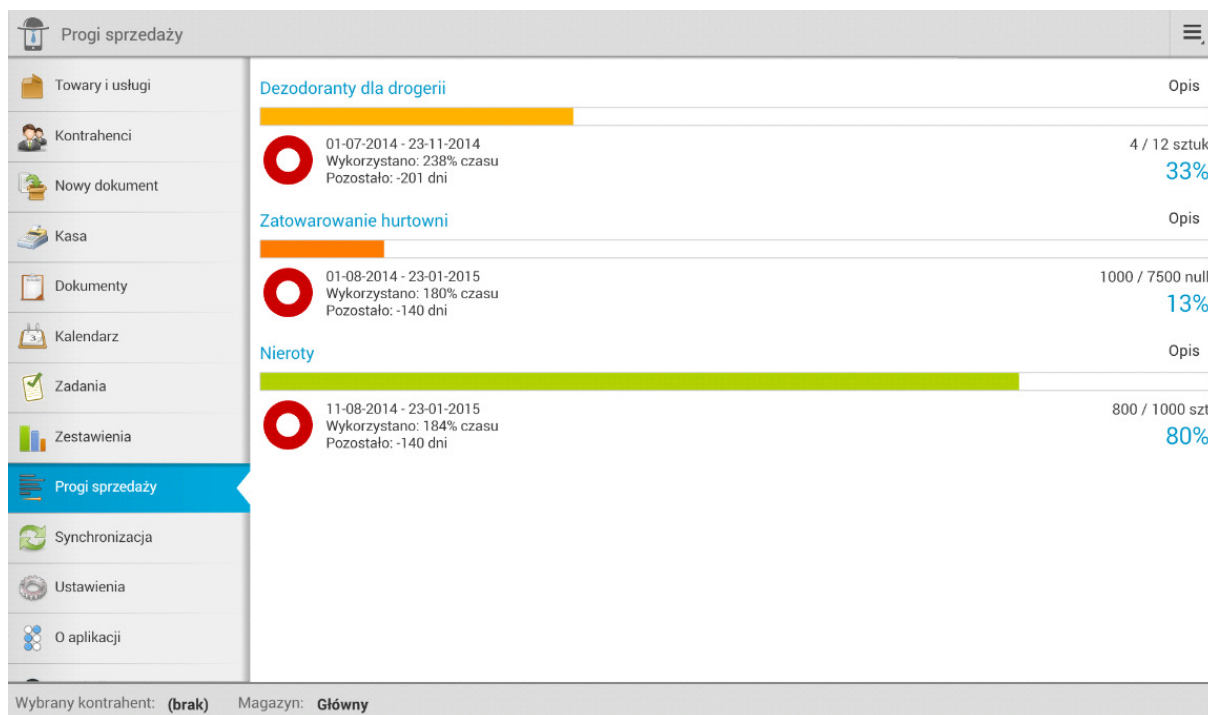 Progi sprzedaży
Towary i usługi
Kontrahenci
Nowy dokument
Kasa
Dokumenty
Kalendarz
Zadania
Zestawienia
Progi sprzedaży
Synchronizacja
Ustawienia
O aplikacji
Dezodoranty dla drogerii
Opis
01-07-2014 - 23-11-2014
Wykorzystano: 238% czasu
Pozostało: -201 dni
4 / 12 sztuk
33%
Zatowarowanie hurtowni
Opis
01-08-2014 - 23-01-2015
Wykorzystano: 180% czasu
Pozostało: -140 dni
1000 / 7500 null
13%
Nieroty
Opis
11-08-2014 - 23-01-2015
Wykorzystano: 184% czasu
Pozostało: -140 dni
800 / 1000 szt
80%
Wybrany kontrahent: (brak) Magazyn: Główny